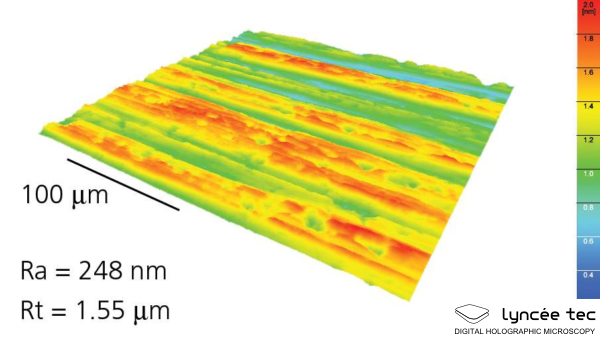 2.0
[nm]
1.8
1.6
1.4
1.2
1.0
0.8
0.6
0.4
100 μm
Ra = 248 nm
Rt = 1.55 μm
lyncée tec
DIGITAL HOLOGRAPHIC MICROSCOPY